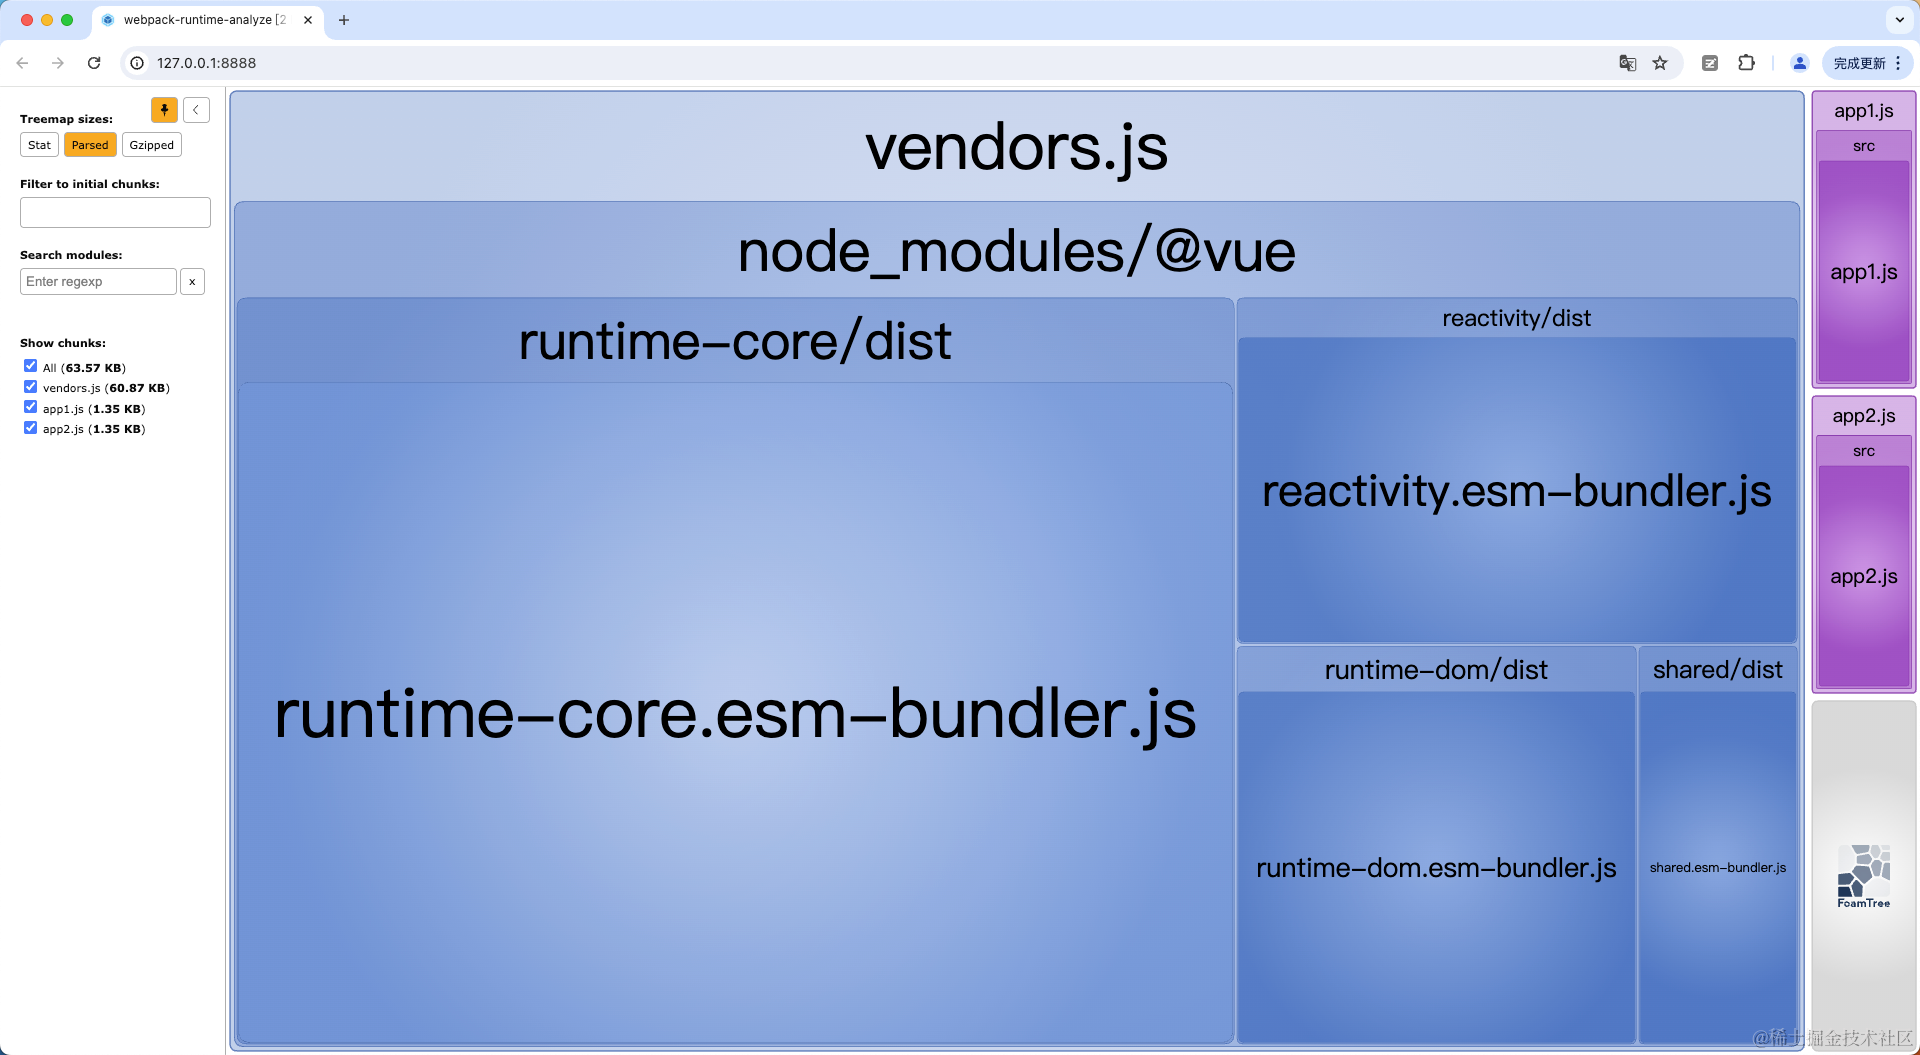 webpack-runtime-analyze [2
127.0.0.1:8888
完成更新
Treemap sizes:
Stat
Parsed
Gzipped
Filter to initial chunks:
Search modules:
Enter regexp
x
Show chunks:
All (63.57 KB)
vendors.js (60.87 KB)
app1.js (1.35 KB)
app2.js (1.35 KB)
vendors.js
node_modules/@vue
runtime-core/dist
runtime-core.esm-bundler.js
reactivity/dist
reactivity.esm-bundler.js
runtime-dom/dist
runtime-dom.esm-bundler.js
shared/dist
shared.esm-bundler.js
app1.js
src
app1.js
app2.js
src
app2.js
FoamTree
@稀土掘金技术社区